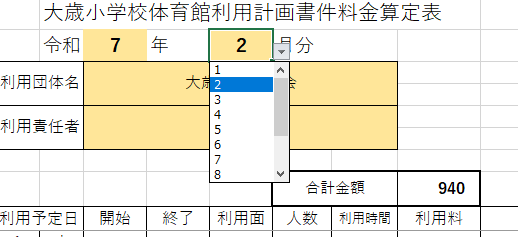 大歳小学校体育館利用計画書件料金算定表
令和 7 年 2 月分
利用団体名 大歳 会
利用責任者
1
2
3
4
5
6
7
8
合計金額 940
利用予定日 開始 終了 利用面 人数 利用時間 利用料